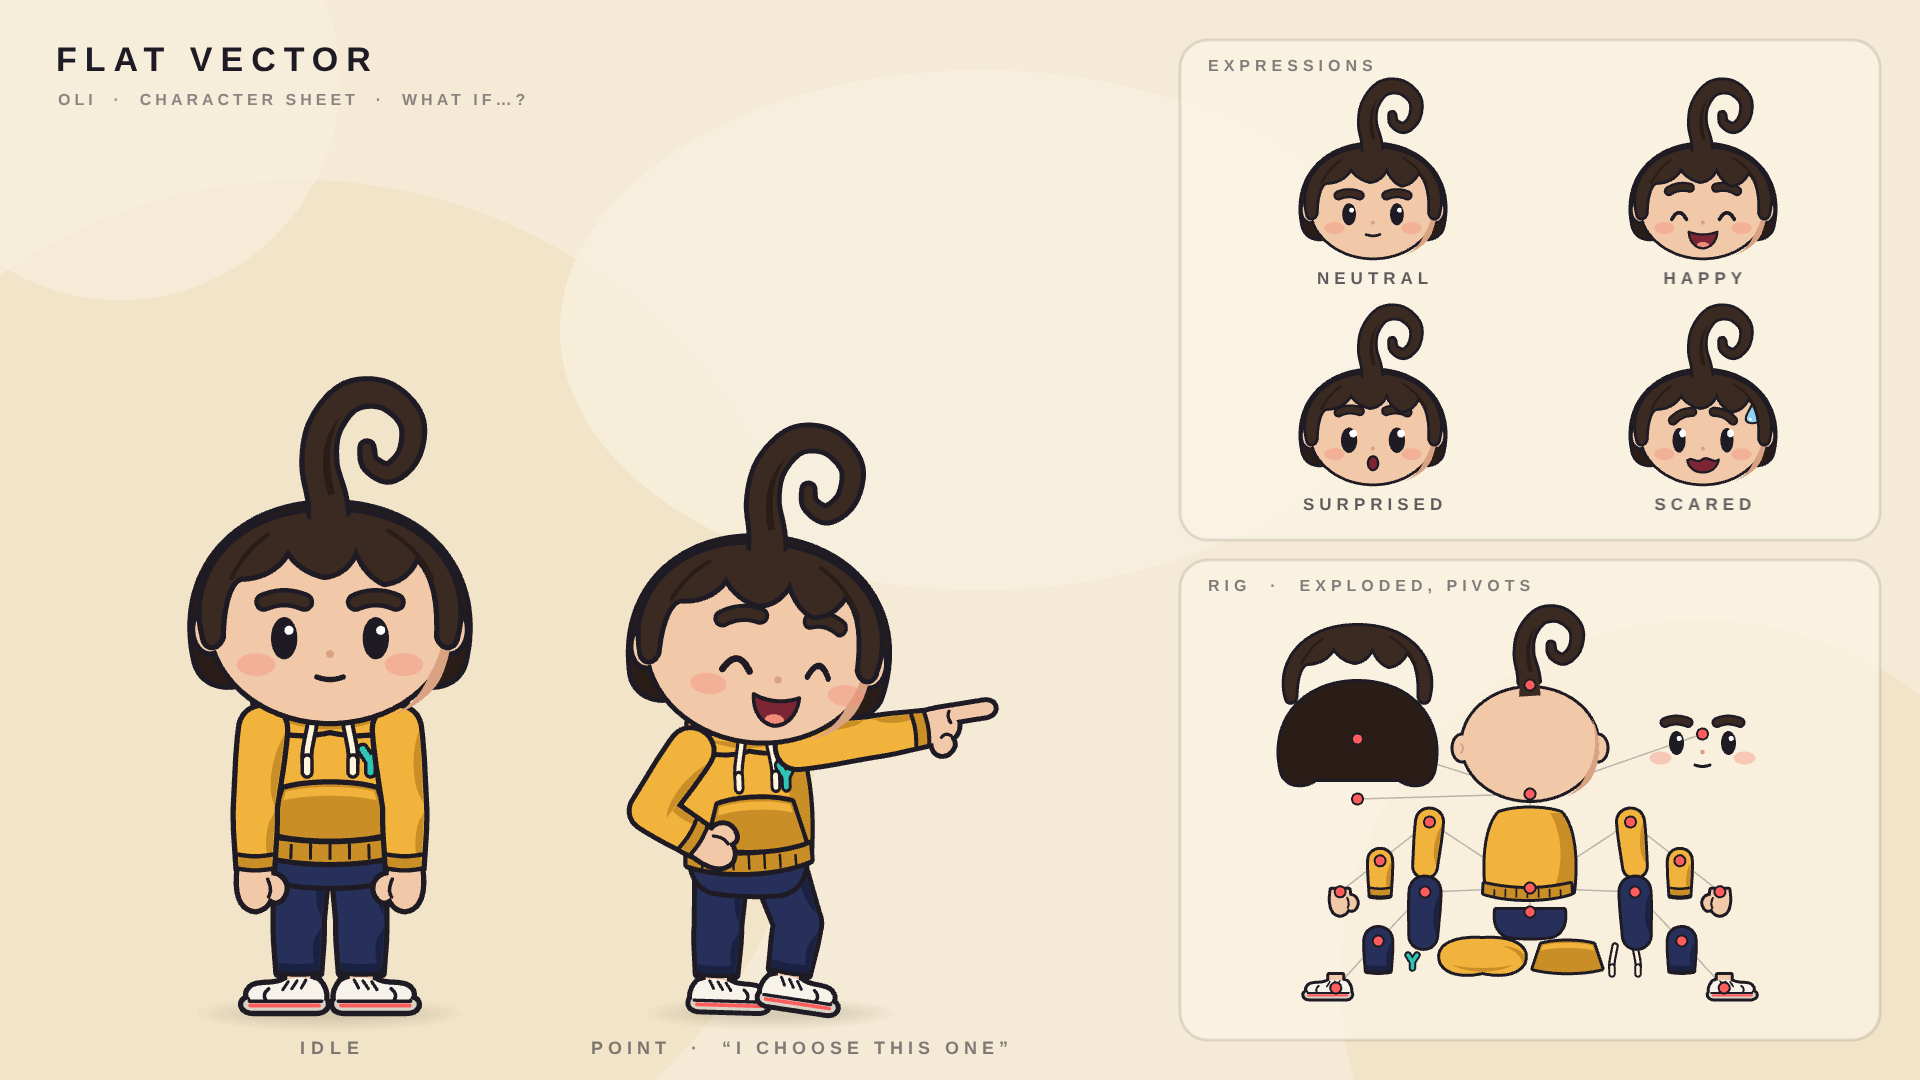 FLAT VECTOR
OLI · CHARACTER SHEET · WHAT IF…?
EXPRESSIONS
NEUTRAL
HAPPY
SURPRISED
SCARED
RIG · EXPLODED, PIVOTS
IDLE
POINT · “I CHOOSE THIS ONE”